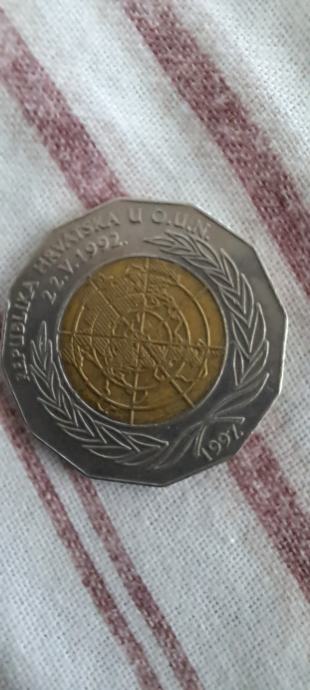 REPUBLIKA HRVATSKA U O.U.N.
22.V.1992.
1997.